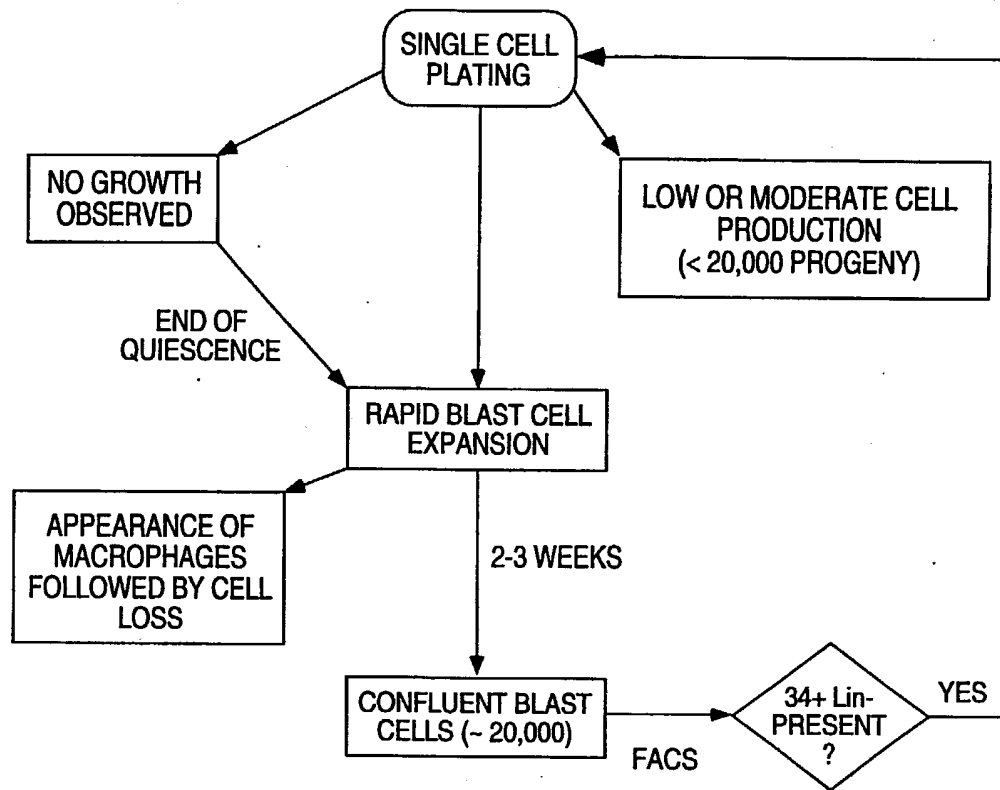 SINGLE CELL
PLATING
NO GROWTH
OBSERVED
LOW OR MODERATE CELL
PRODUCTION
(< 20,000 PROGENY)
END OF
QUIESCENCE
RAPID BLAST CELL
EXPANSION
APPEARANCE OF
MACROPHAGES
FOLLOWED BY CELL
LOSS
2-3 WEEKS
CONFLUENT BLAST
CELLS (~ 20,000)
FACS
34+ Lin-
PRESENT
?
YES